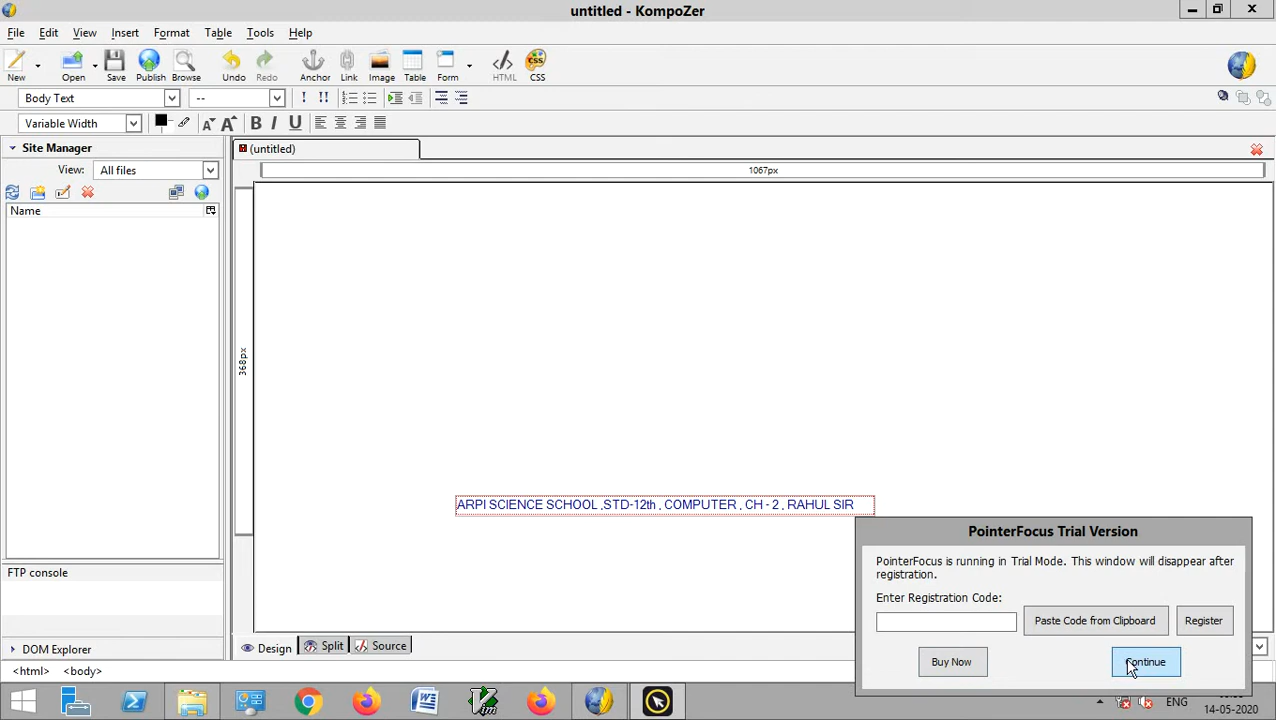 untitled - KompoZer
File Edit View Insert Format Table Tools Help
New Open Save Publish Browse Undo Redo Anchor Link Image Table Form HTML CSS
Body Text -- ! !!
Variable Width A A B I U
Site Manager
(untitled)
View: All files
1067px
Name
368px
ARPI SCIENCE SCHOOL ,STD-12th , COMPUTER , CH - 2 , RAHUL SIR
PointerFocus Trial Version
PointerFocus is running in Trial Mode. This window will disappear after
registration.
Enter Registration Code:
Paste Code from Clipboard Register
Buy Now Continue
FTP console
DOM Explorer
Design Split Source
<html> <body>
ENG
14-05-2020